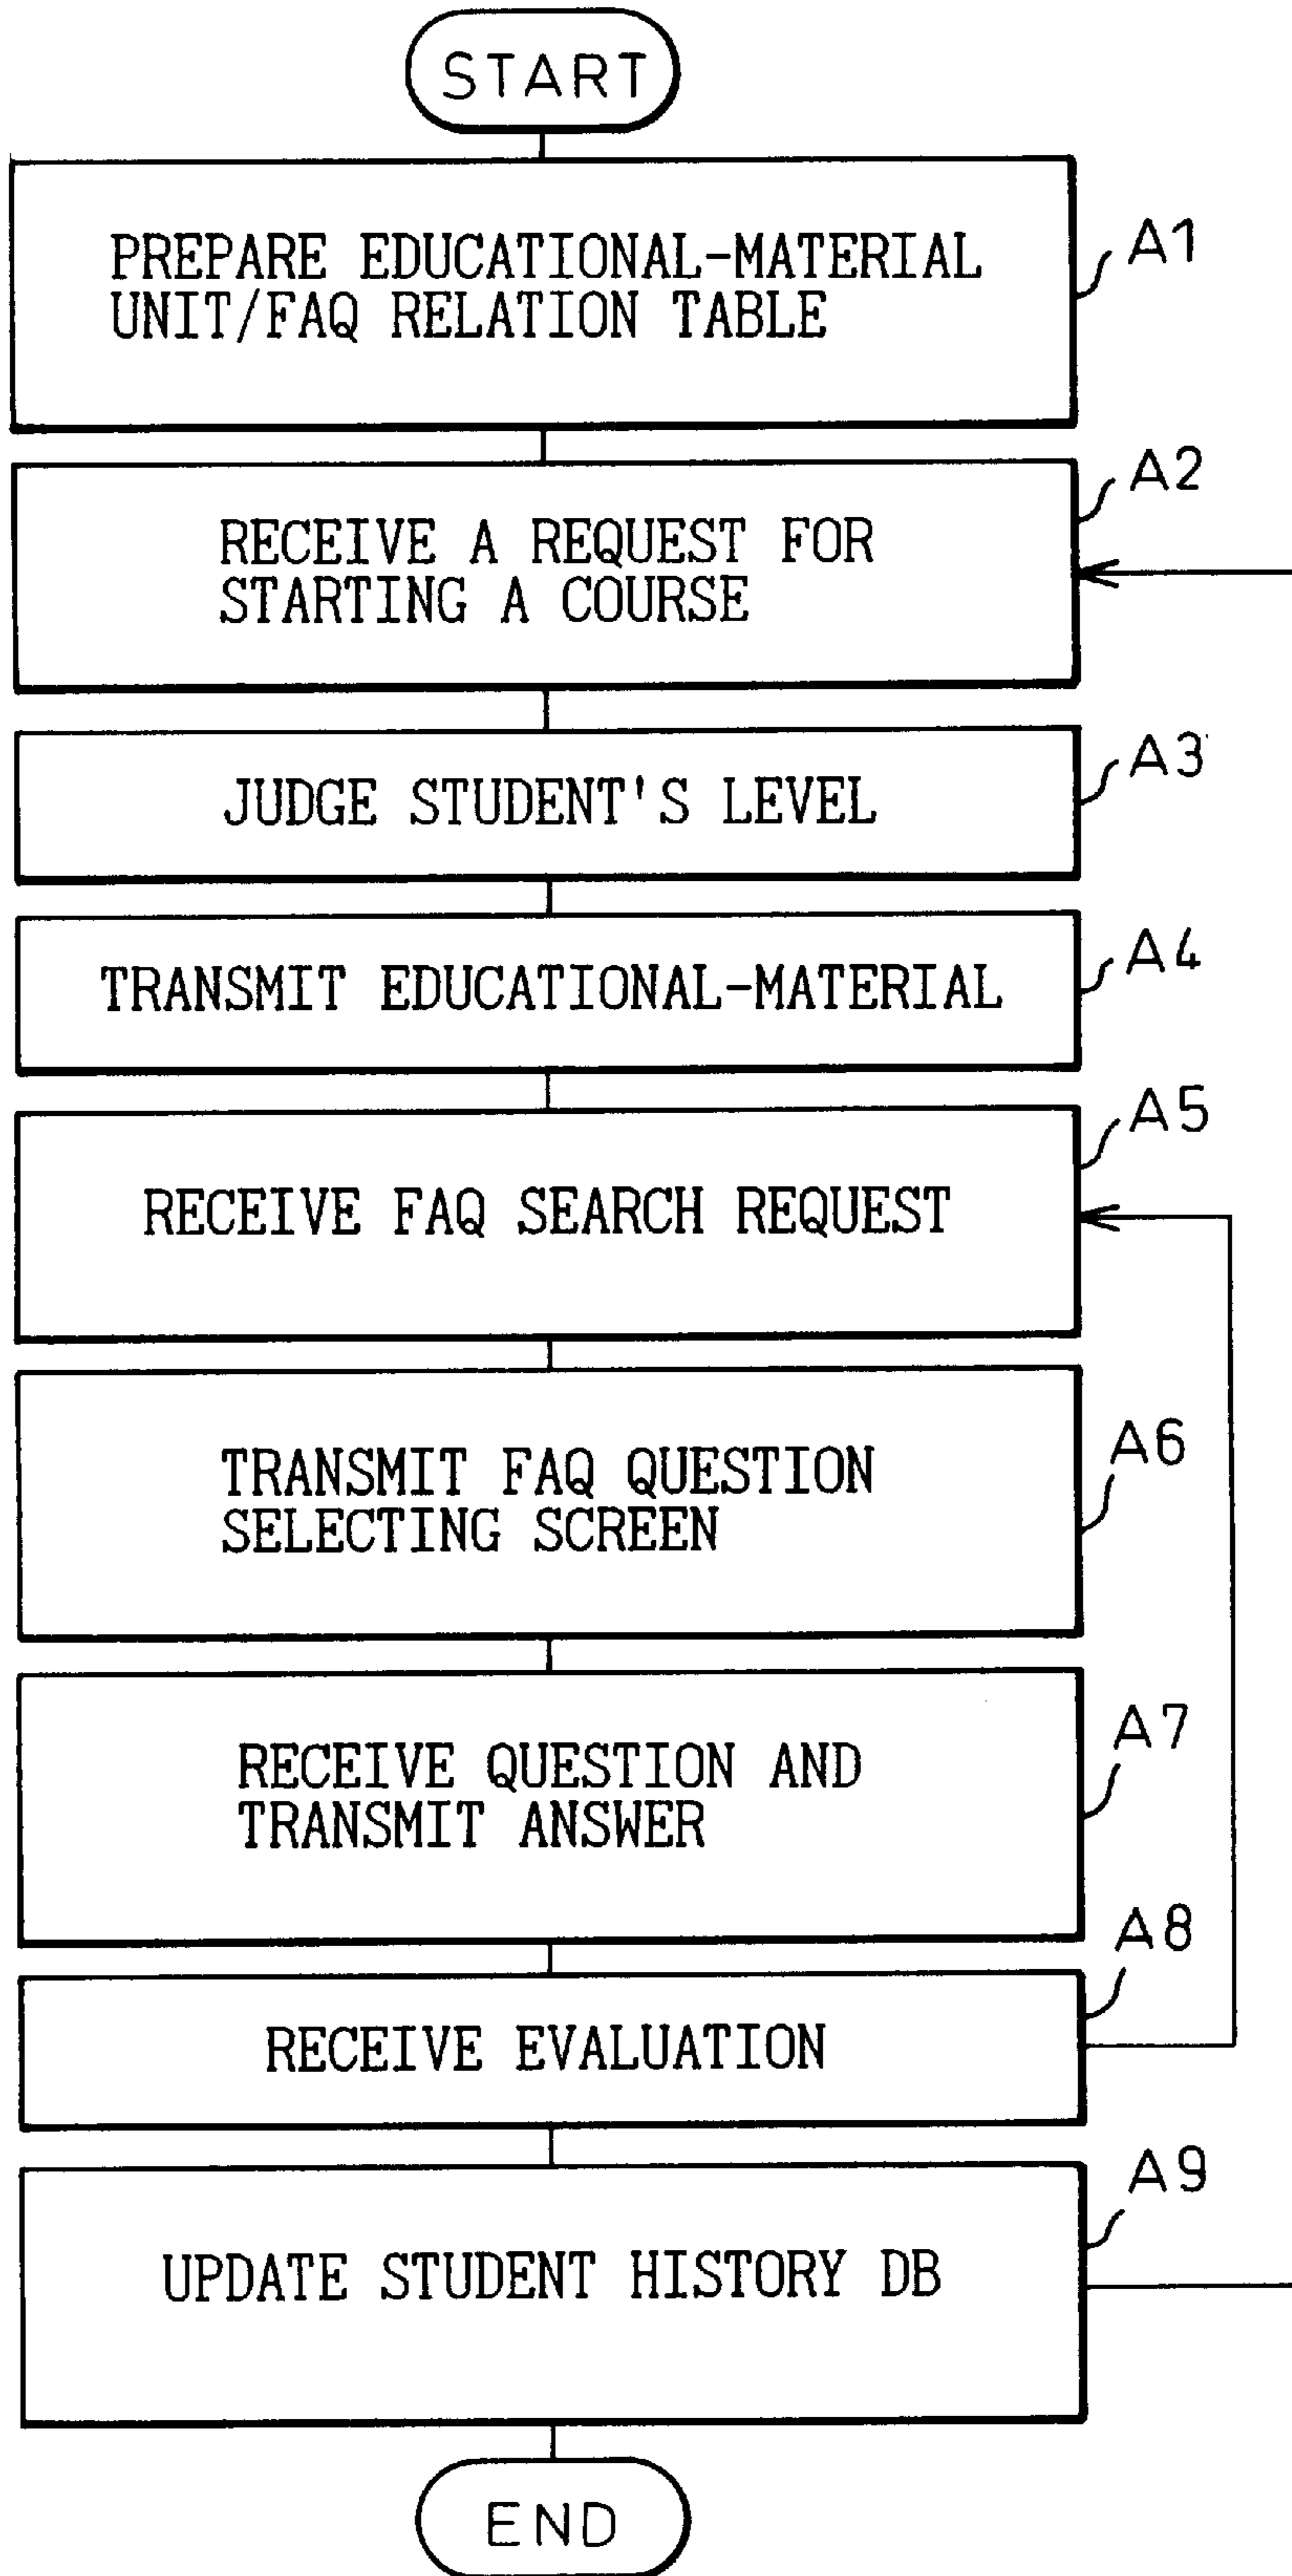 START
PREPARE EDUCATIONAL-MATERIAL
UNIT/FAQ RELATION TABLE
A1
RECEIVE A REQUEST FOR
STARTING A COURSE
A2
JUDGE STUDENT'S LEVEL
A3
TRANSMIT EDUCATIONAL-MATERIAL
A4
RECEIVE FAQ SEARCH REQUEST
A5
TRANSMIT FAQ QUESTION
SELECTING SCREEN
A6
RECEIVE QUESTION AND
TRANSMIT ANSWER
A7
RECEIVE EVALUATION
A8
UPDATE STUDENT HISTORY DB
A9
END